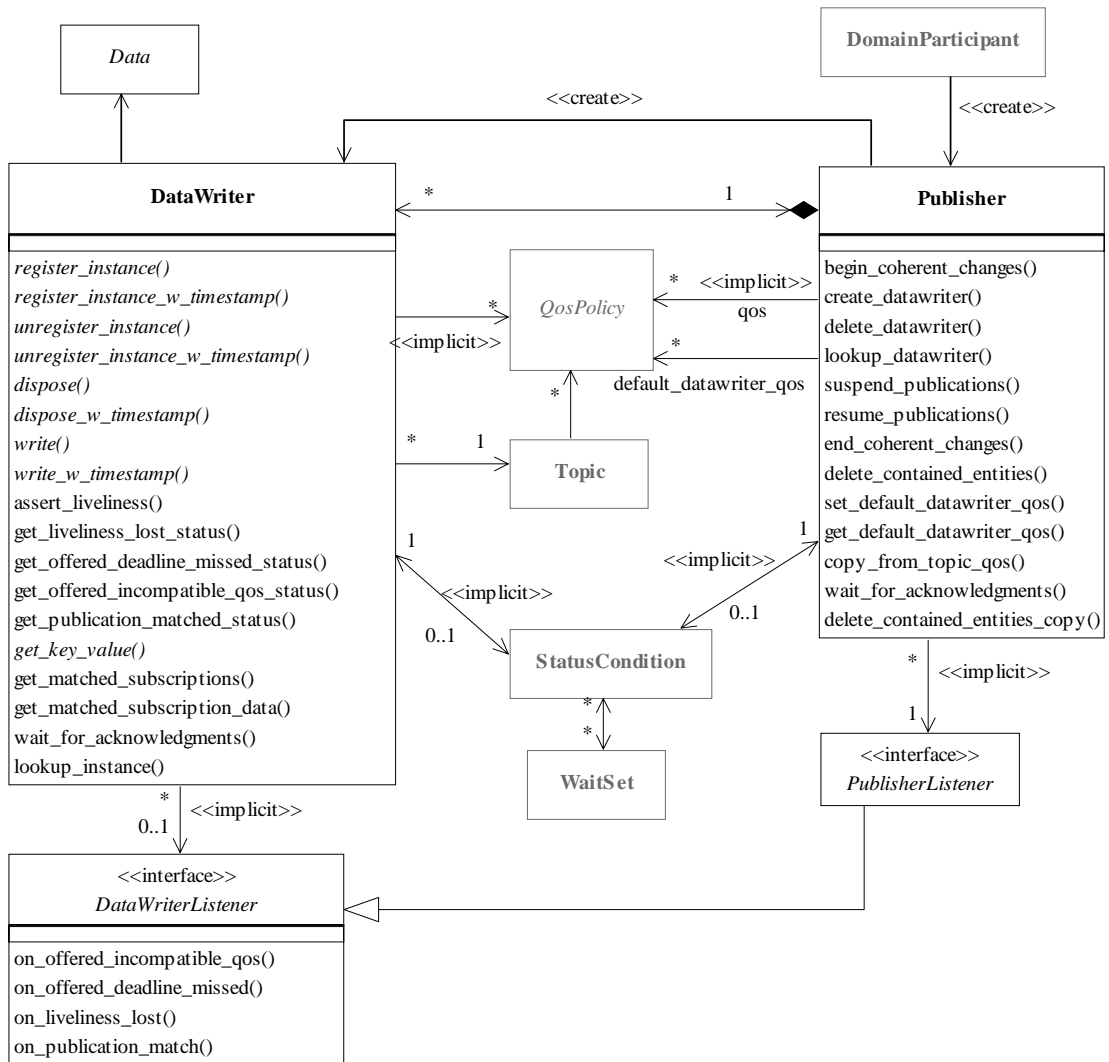 Data
DomainParticipant
<<create>>
<<create>>
DataWriter
*
1
Publisher
register_instance()
register_instance_w_timestamp()
unregister_instance()
unregister_instance_w_timestamp()
dispose()
dispose_w_timestamp()
write()
write_w_timestamp()
assert_liveliness()
get_liveliness_lost_status()
get_offered_deadline_missed_status()
get_offered_incompatible_qos_status()
get_publication_matched_status()
get_key_value()
get_matched_subscriptions()
get_matched_subscription_data()
wait_for_acknowledgments()
lookup_instance()
*
<<implicit>>
QosPolicy
*
<<implicit>>
qos
*
default_datawriter_qos
*
*
1
Topic
1
<<implicit>>
0..1
1
<<implicit>>
0..1
StatusCondition
*
*
WaitSet
begin_coherent_changes()
create_datawriter()
delete_datawriter()
lookup_datawriter()
suspend_publications()
resume_publications()
end_coherent_changes()
delete_contained_entities()
set_default_datawriter_qos()
get_default_datawriter_qos()
copy_from_topic_qos()
wait_for_acknowledgments()
delete_contained_entities_copy()
*
<<implicit>>
1
<<interface>>
PublisherListener
*
<<implicit>>
0..1
<<interface>>
DataWriterListener
on_offered_incompatible_qos()
on_offered_deadline_missed()
on_liveliness_lost()
on_publication_match()